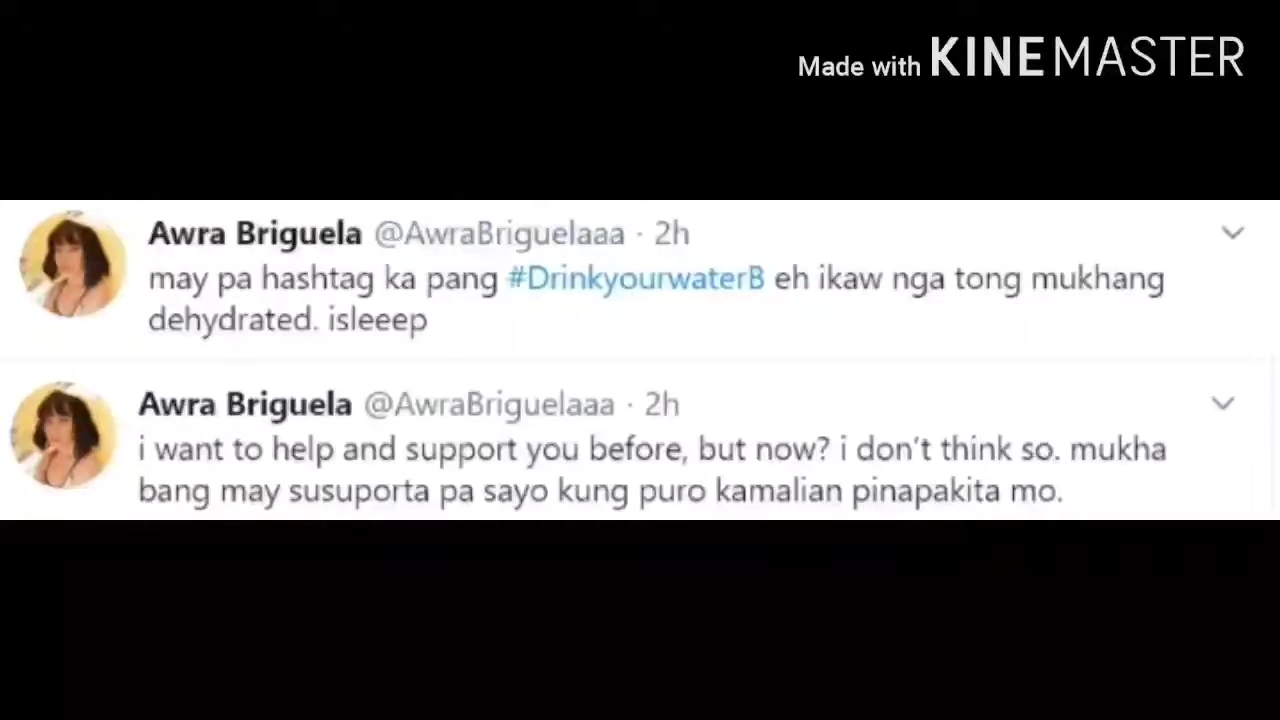 Made with KINEMASTER
Awra Briguela @AwraBriguelaaa · 2h
may pa hashtag ka pang #DrinkyourwaterB eh ikaw nga tong mukhang
dehydrated. isleeep
Awra Briguela @AwraBriguelaaa · 2h
i want to help and support you before, but now? i don't think so. mukha
bang may susuporta pa sayo kung puro kamalian pinapakita mo.